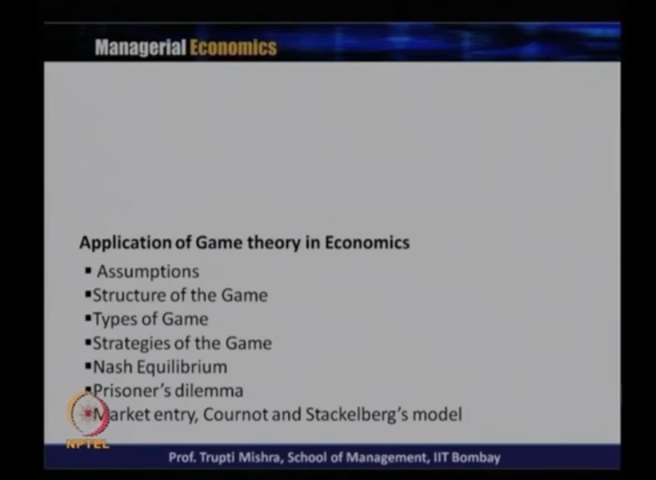 Managerial Economics
Application of Game theory in Economics
▪ Assumptions
▪Structure of the Game
▪Types of Game
▪Strategies of the Game
▪Nash Equilibrium
▪Prisoner's dilemma
▪Market entry, Cournot and Stackelberg's model
NPTEL
Prof. Trupti Mishra, School of Management, IIT Bombay